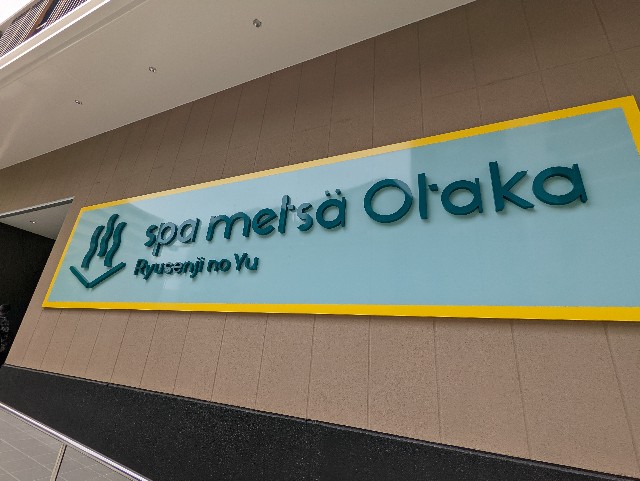 spa metsä Otaka
Ryusenji no Yu